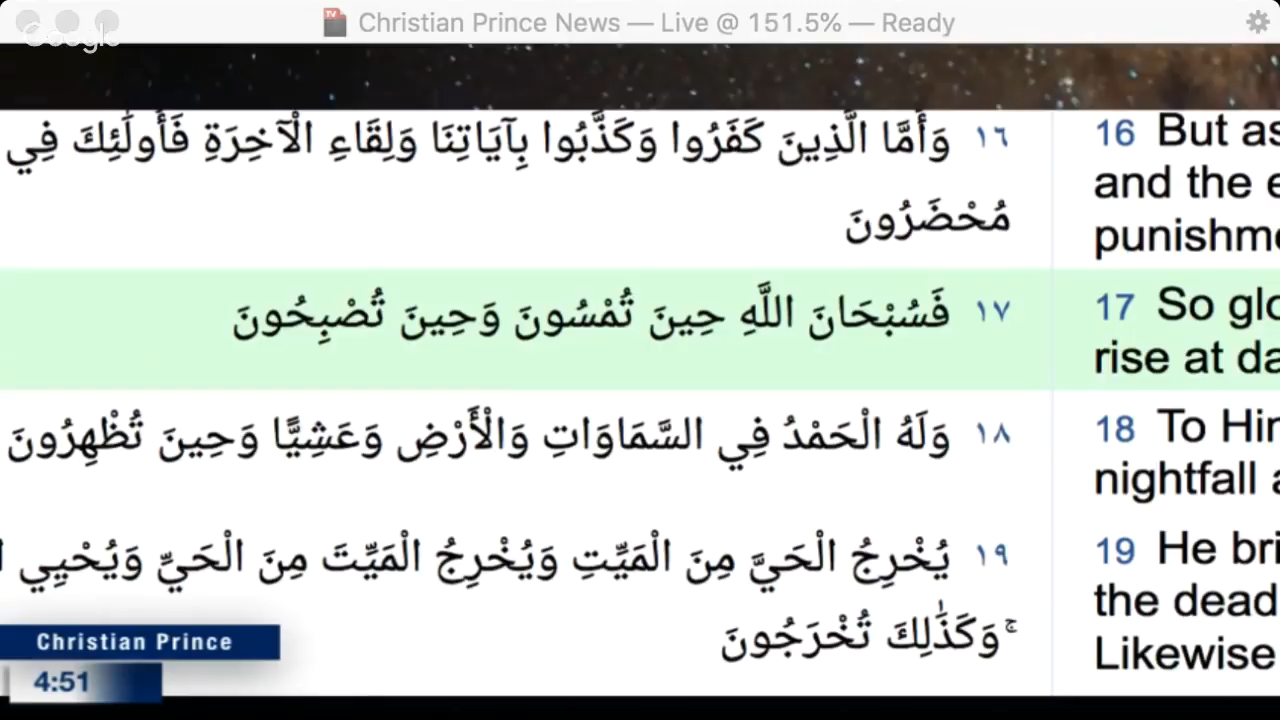 Christian Prince News — Live @ 151.5% — Ready
Google
١٦ وَأَمَّا الَّذِينَ كَفَرُوا وَكَذَّبُوا بِآيَاتِنَا وَلِقَاءِ الْآخِرَةِ فَأُولَٰئِكَ فِي
مُحْضَرُونَ
١٧ فَسُبْحَانَ اللَّهِ حِينَ تُمْسُونَ وَحِينَ تُصْبِحُونَ
١٨ وَلَهُ الْحَمْدُ فِي السَّمَاوَاتِ وَالْأَرْضِ وَعَشِيًّا وَحِينَ تُظْهِرُونَ
١٩ يُخْرِجُ الْحَيَّ مِنَ الْمَيِّتِ وَيُخْرِجُ الْمَيِّتَ مِنَ الْحَيِّ وَيُحْيِي
ۚ وَكَذَٰلِكَ تُخْرَجُونَ
16 But as
and the e
punishme
17 So glo
rise at da
18 To Him
nightfall a
19 He bri
the dead
Likewise
Christian Prince
4:51